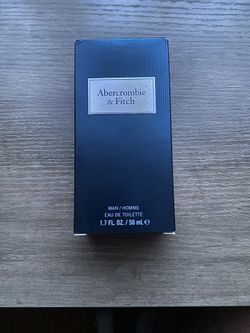 Abercrombie
& Fitch
MAN / HOMME
EAU DE TOILETTE
1.7 FL. OZ. / 50 mL ℮